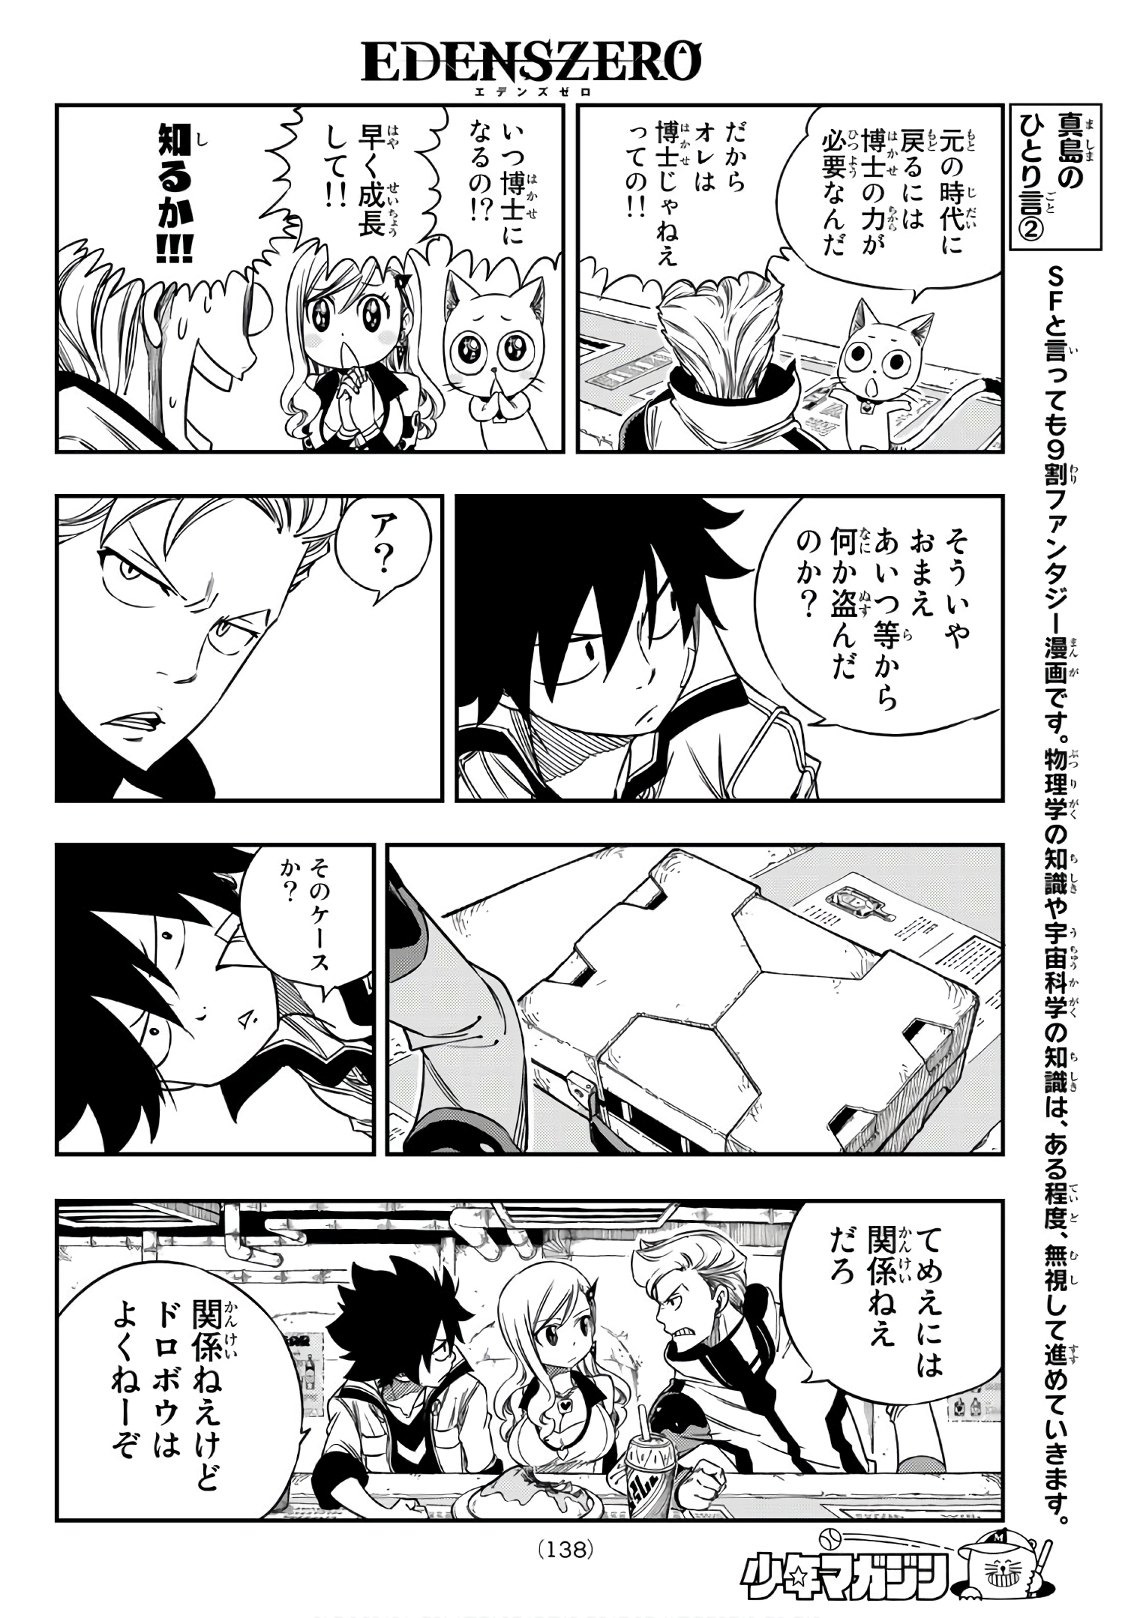 EDENSZERO
エデンズゼロ
真島の
ひとり言②
SFと言っても9割ファンタジー漫画です。物理学の知識や宇宙科学の知識は、ある程度、無視して進めていきます。
元の時代に
戻るには
博士の力が
必要なんだ
だから
オレは
博士じゃねえ
っての!!
いつ博士に
なるの!?
早く成長
して!!
知るか!!!
そういや
おまえ
あいつ等から
何か盗んだ
のか?
ア?
そのケース
か?
てめえには
関係ねえ
だろ
関係ねえけど
ドロボウは
よくねーぞ
(138)
少年マガジン
M